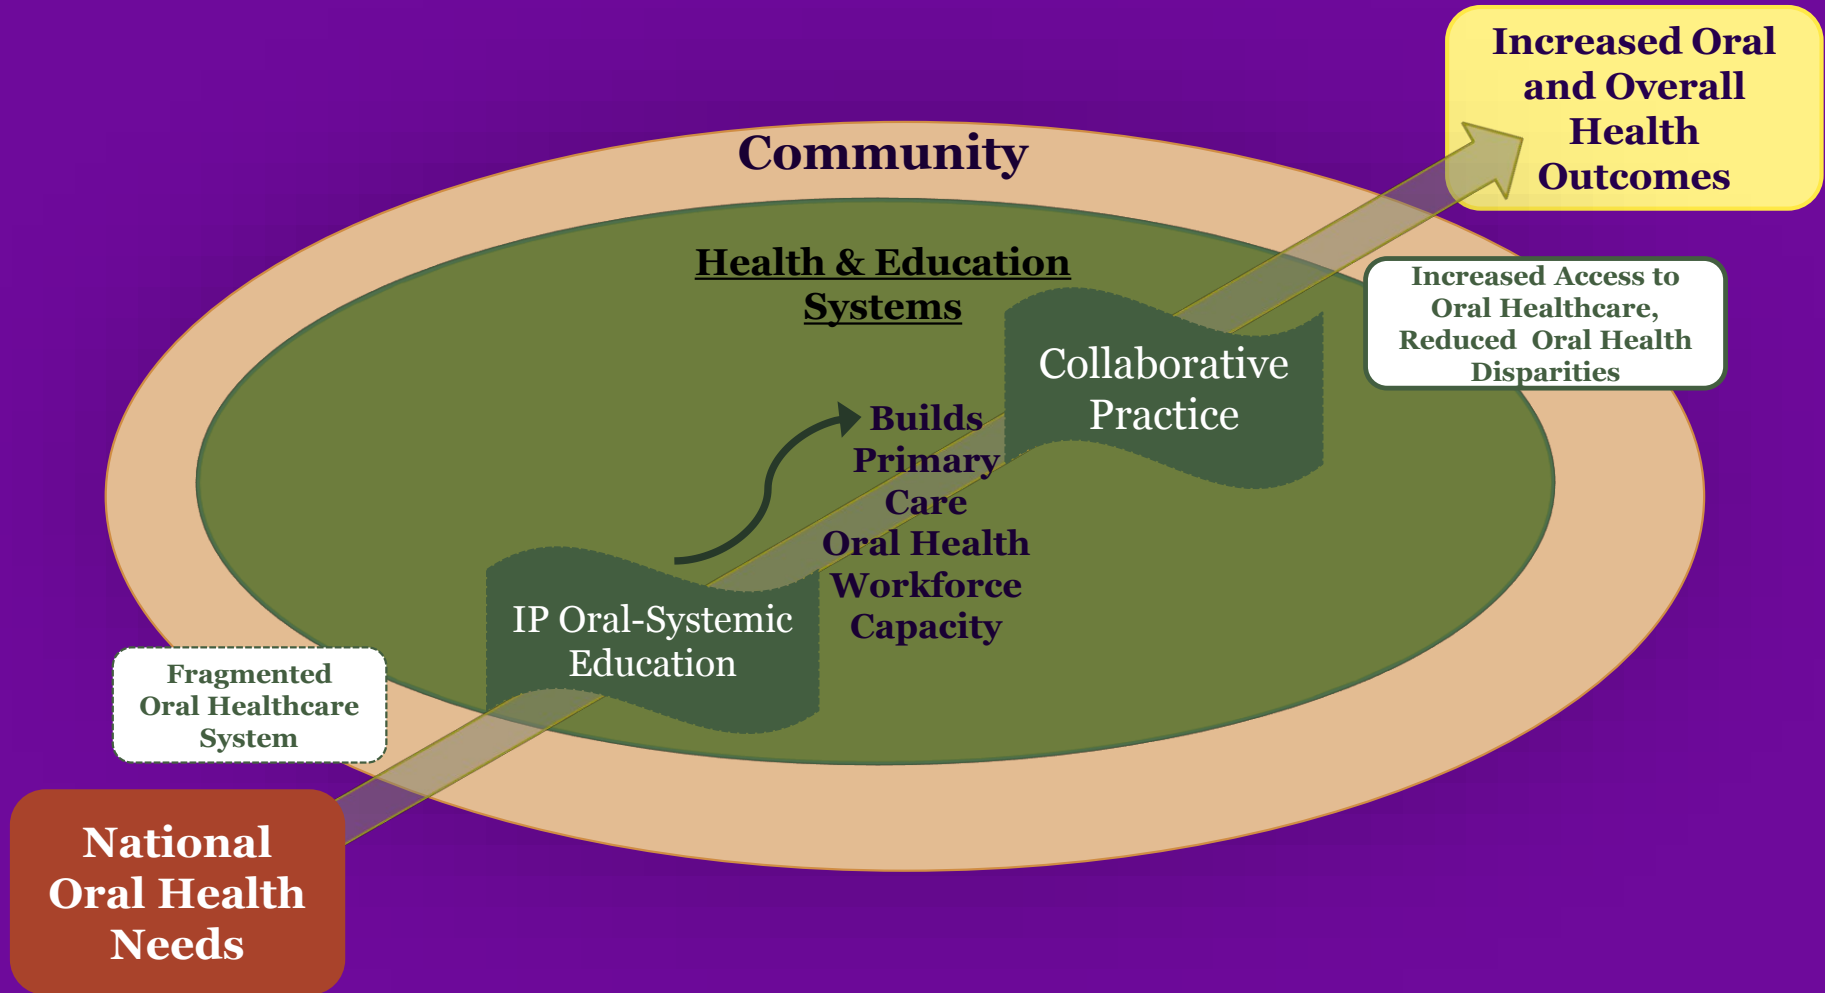 Increased Oral
and Overall
Health
Outcomes
Community
Health & Education
Systems
Increased Access to
Oral Healthcare,
Reduced Oral Health
Disparities
Collaborative
Practice
Builds
Primary
Care
Oral Health
Workforce
Capacity
IP Oral-Systemic
Education
Fragmented
Oral Healthcare
System
National
Oral Health
Needs